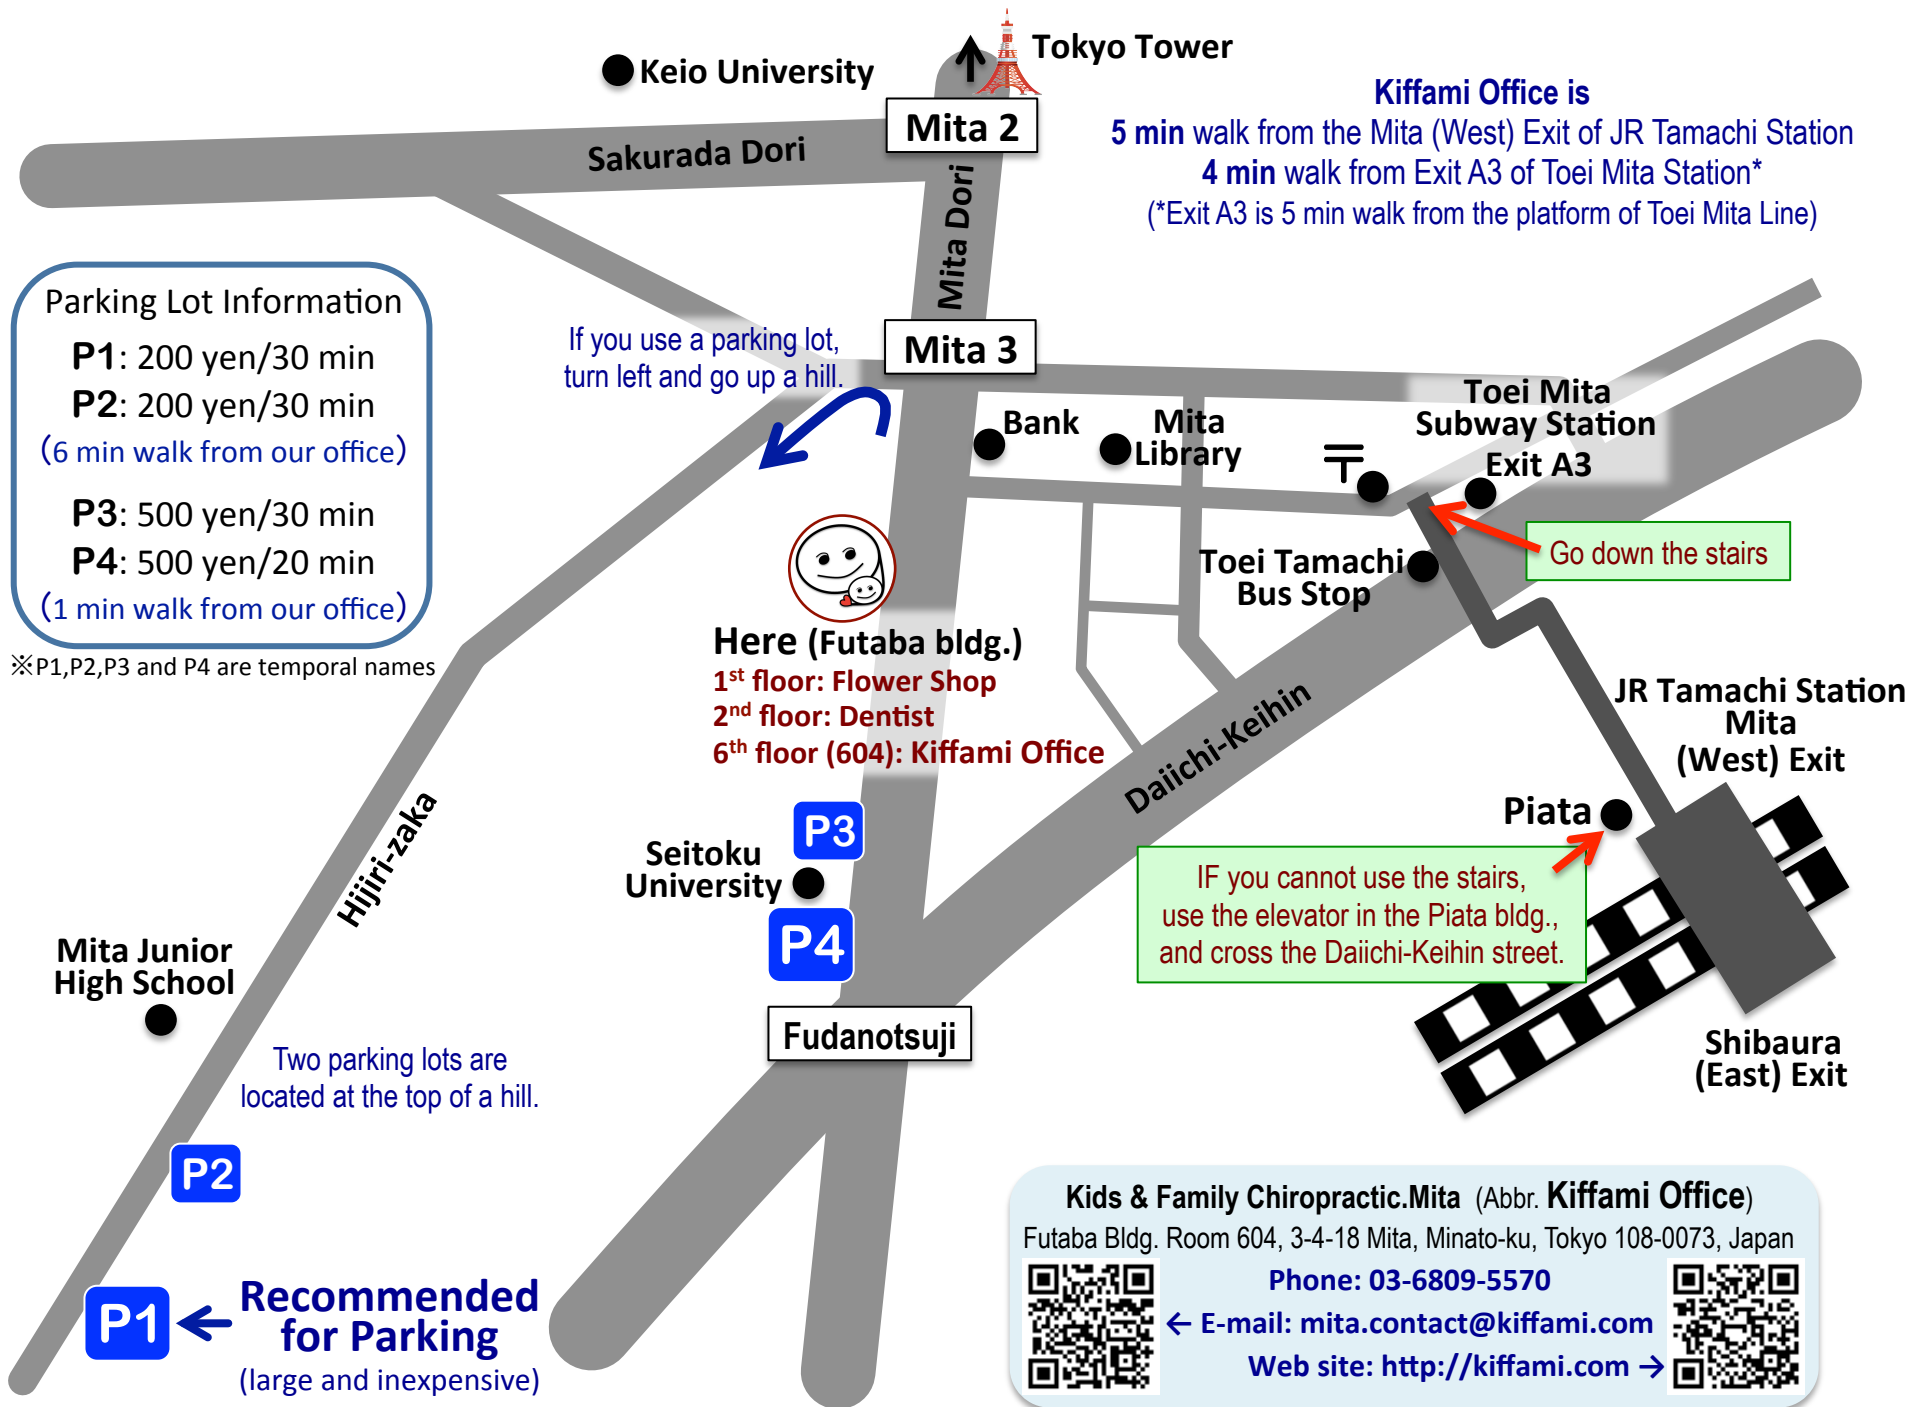 Tokyo Tower
Keio University
Mita 2
Sakurada Dori
Mita Dori
Kiffami Office is
5 min walk from the Mita (West) Exit of JR Tamachi Station
4 min walk from Exit A3 of Toei Mita Station*
(*Exit A3 is 5 min walk from the platform of Toei Mita Line)
Parking Lot Information
P1: 200 yen/30 min
P2: 200 yen/30 min
(6 min walk from our office)
P3: 500 yen/30 min
P4: 500 yen/20 min
(1 min walk from our office)
※P1,P2,P3 and P4 are temporal names
If you use a parking lot,
turn left and go up a hill.
Mita 3
Bank
Mita
Library
〒
Toei Mita
Subway Station
Exit A3
Go down the stairs
Toei Tamachi
Bus Stop
Here (Futaba bldg.)
1st floor: Flower Shop
2nd floor: Dentist
6th floor (604): Kiffami Office
Daiichi-Keihin
JR Tamachi Station
Mita
(West) Exit
Piata
IF you cannot use the stairs,
use the elevator in the Piata bldg.,
and cross the Daiichi-Keihin street.
Shibaura
(East) Exit
Hijiri-zaka
P3
Seitoku
University
P4
Fudanotsuji
Mita Junior
High School
Two parking lots are
located at the top of a hill.
P2
P1
Recommended
for Parking
(large and inexpensive)
Kids & Family Chiropractic.Mita (Abbr. Kiffami Office)
Futaba Bldg. Room 604, 3-4-18 Mita, Minato-ku, Tokyo 108-0073, Japan
Phone: 03-6809-5570
← E-mail: mita.contact@kiffami.com
Web site: http://kiffami.com →